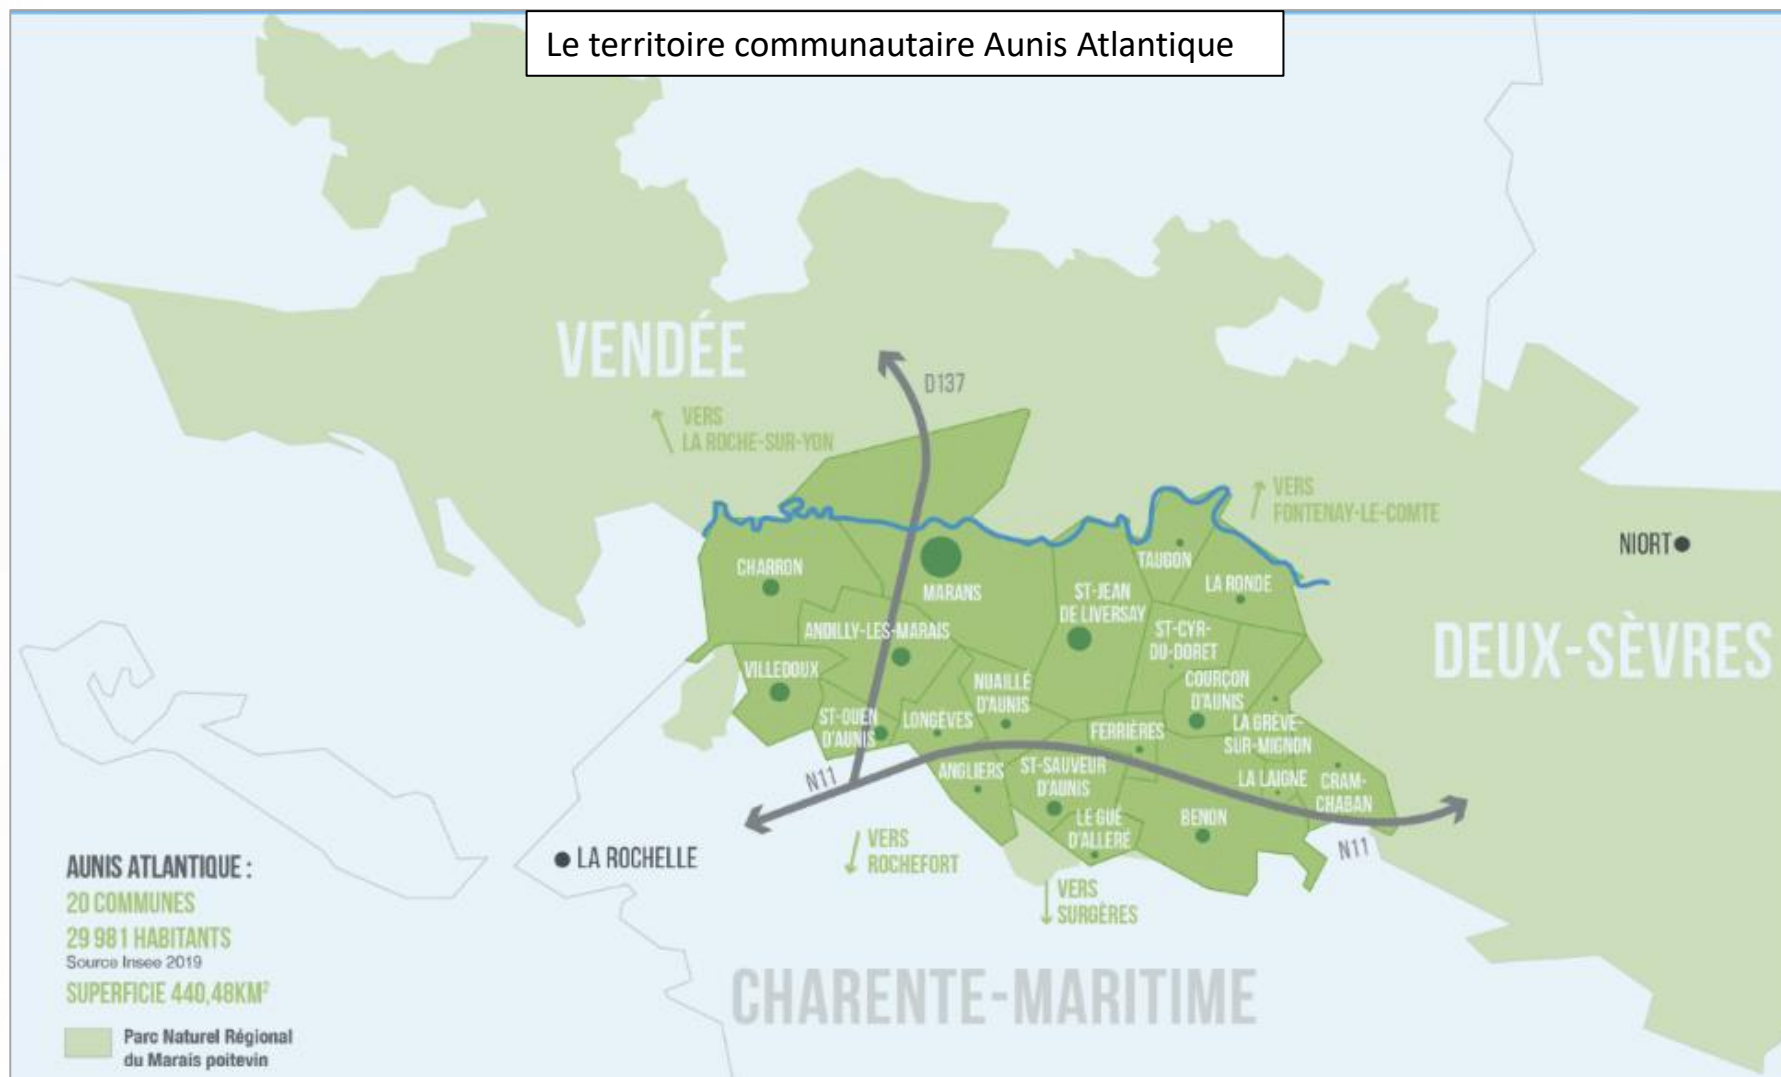 Le territoire communautaire Aunis Atlantique
VENDÉE
D137
VERS
LA ROCHE-SUR-YON
VERS
FONTENAY-LE-COMTE
NIORT
CHARRON
MARANS
TAUGON
LA RONDE
ST-JEAN
DE LIVERSAY
ANDILLY-LES-MARAIS
ST-CYR-
DU-DORET
DEUX-SÈVRES
VILLEDOUX
NUAILLÉ
D'AUNIS
COURÇON
D'AUNIS
ST-OUEN
D'AUNIS
LONGÈVES
FERRIÈRES
LA GRÈVE-
SUR-MIGNON
ANGLIERS
ST-SAUVEUR
D'AUNIS
LA LAIGNE
CRAM-
CHABAN
N11
LE GUÉ
D'ALLERÉ
BENON
N11
LA ROCHELLE
VERS
ROCHEFORT
VERS
SURGÈRES
CHARENTE-MARITIME
AUNIS ATLANTIQUE :
20 COMMUNES
29 981 HABITANTS
Source Insee 2019
SUPERFICIE 440,48KM²
Parc Naturel Régional
du Marais poitevin